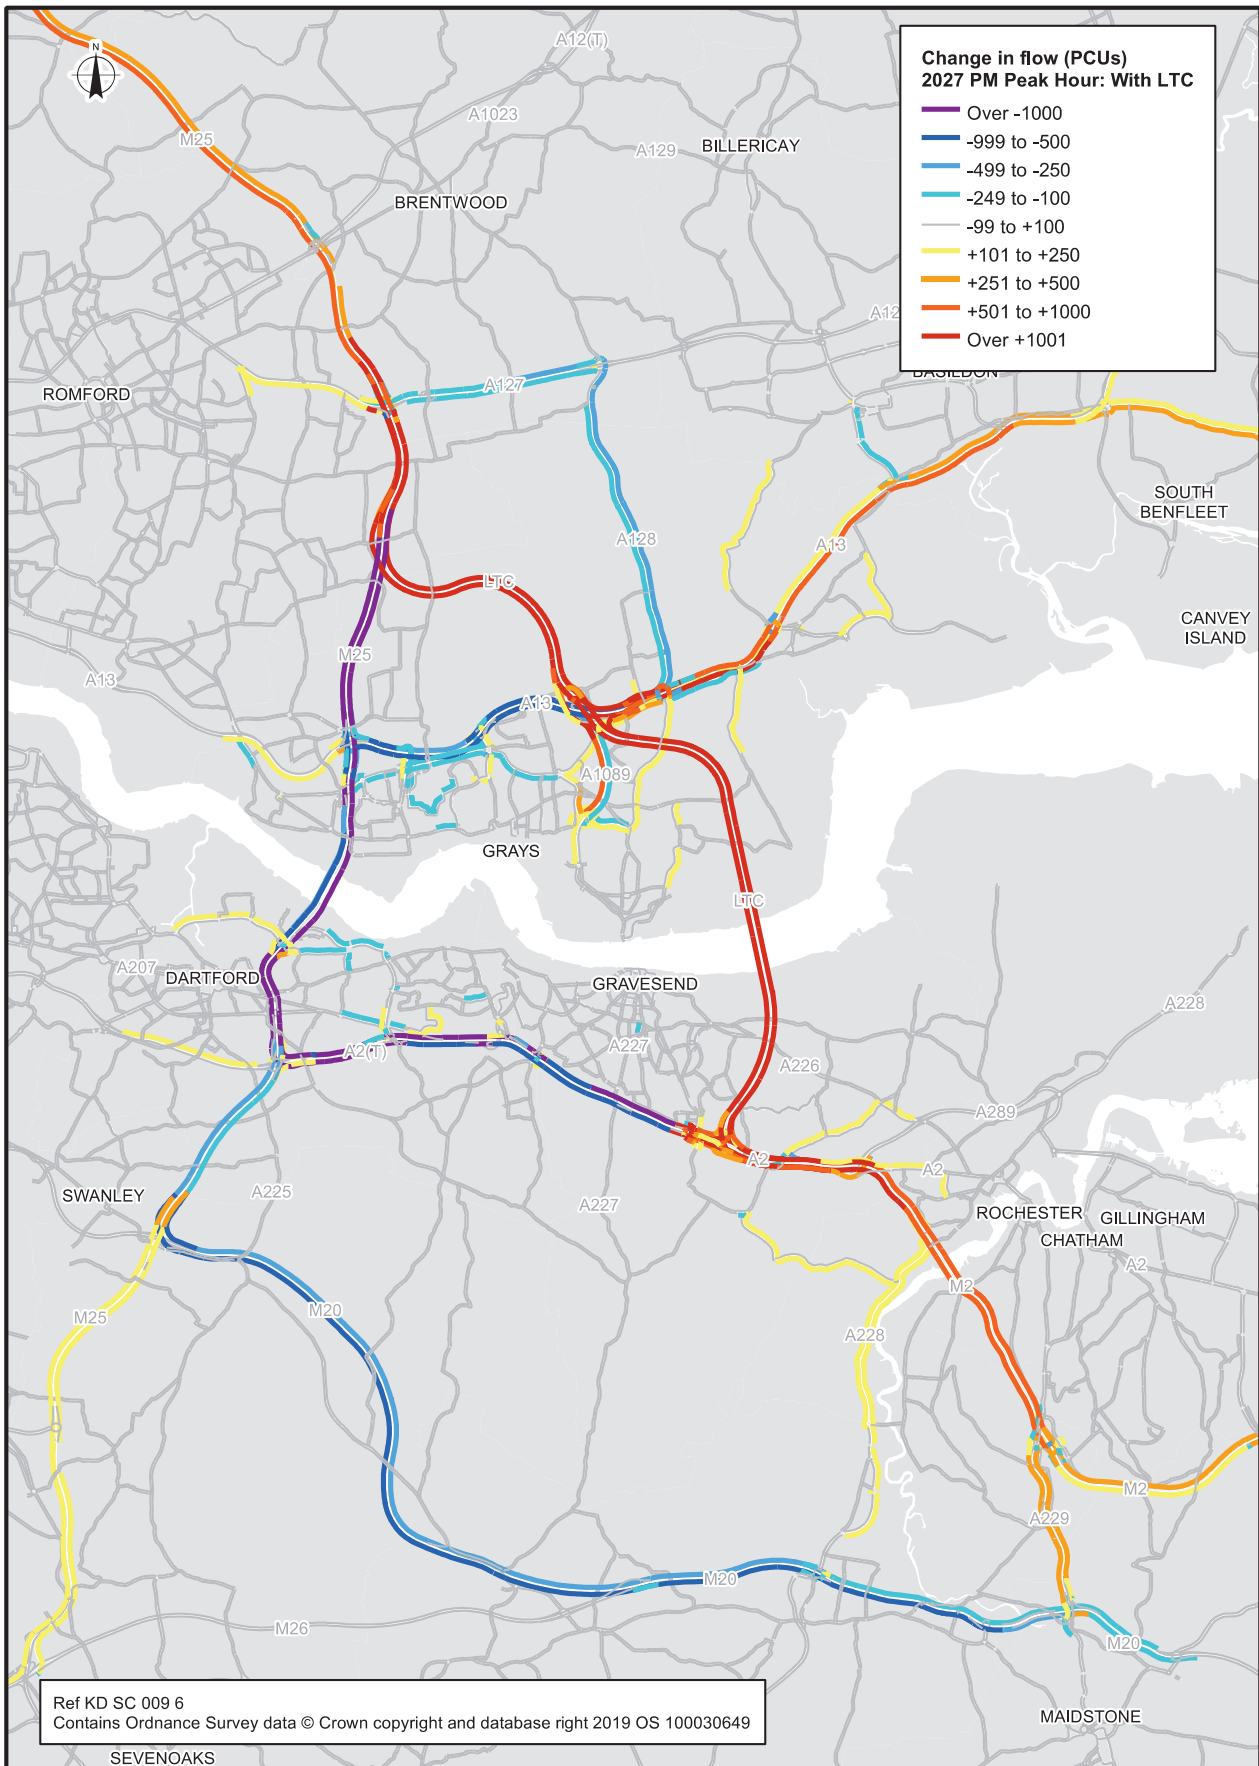 N
A12(T)
Change in flow (PCUs)
2027 PM Peak Hour: With LTC
Over -1000
-999 to -500
-499 to -250
-249 to -100
-99 to +100
+101 to +250
+251 to +500
+501 to +1000
Over +1001
A1023
M25
A129
BILLERICAY
BRENTWOOD
A12
BASILDON
A127
ROMFORD
SOUTH
BENFLEET
A128
A13
LTC
CANVEY
ISLAND
M25
A13
A13
A1089
GRAYS
LTC
A207
DARTFORD
GRAVESEND
A228
A2(T)
A227
A226
A289
A2
A2
SWANLEY
A225
A227
ROCHESTER
GILLINGHAM
CHATHAM
A2
M25
M20
M2
A228
M2
A229
M20
M26
M20
Ref KD SC 009 6
Contains Ordnance Survey data © Crown copyright and database right 2019 OS 100030649
MAIDSTONE
SEVENOAKS